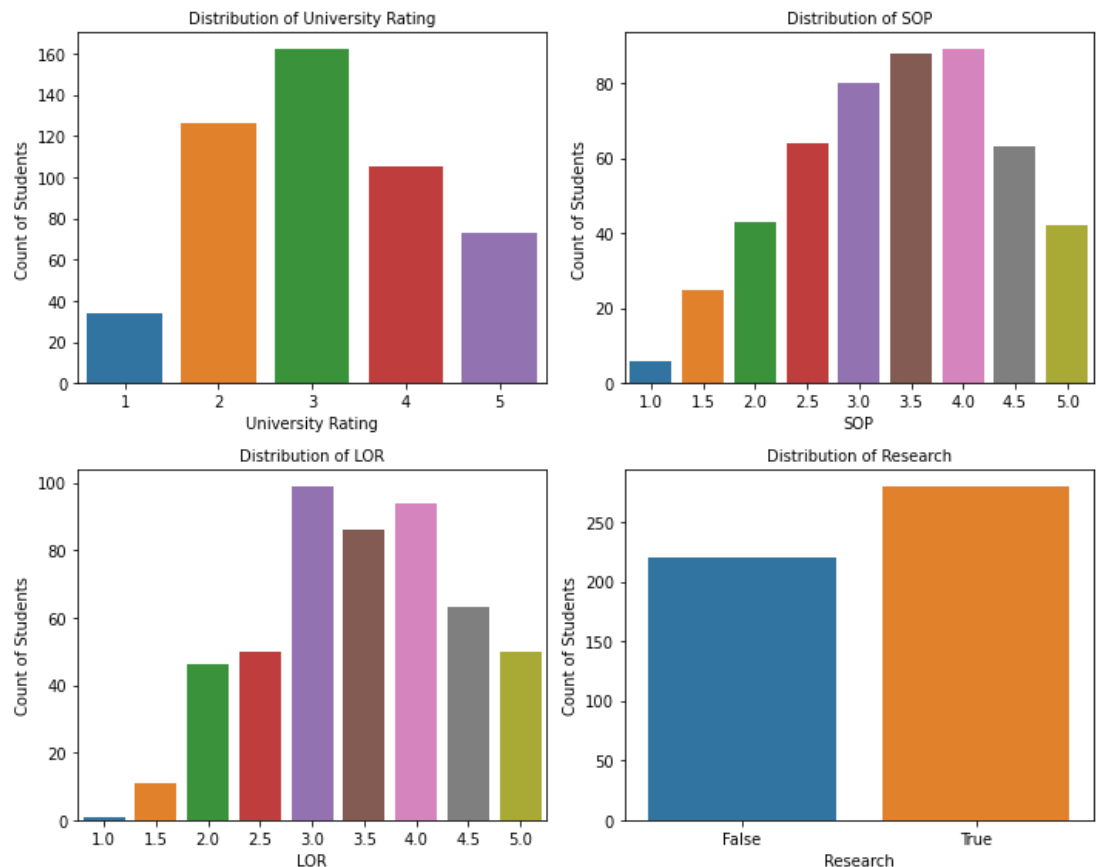 Distribution of University Rating
160
140
120
100
80
60
40
20
0
Count of Students
1 2 3 4 5
University Rating
Distribution of SOP
80
60
40
20
0
Count of Students
1.0 1.5 2.0 2.5 3.0 3.5 4.0 4.5 5.0
SOP
Distribution of LOR
100
80
60
40
20
0
Count of Students
1.0 1.5 2.0 2.5 3.0 3.5 4.0 4.5 5.0
LOR
Distribution of Research
250
200
150
100
50
0
Count of Students
False True
Research